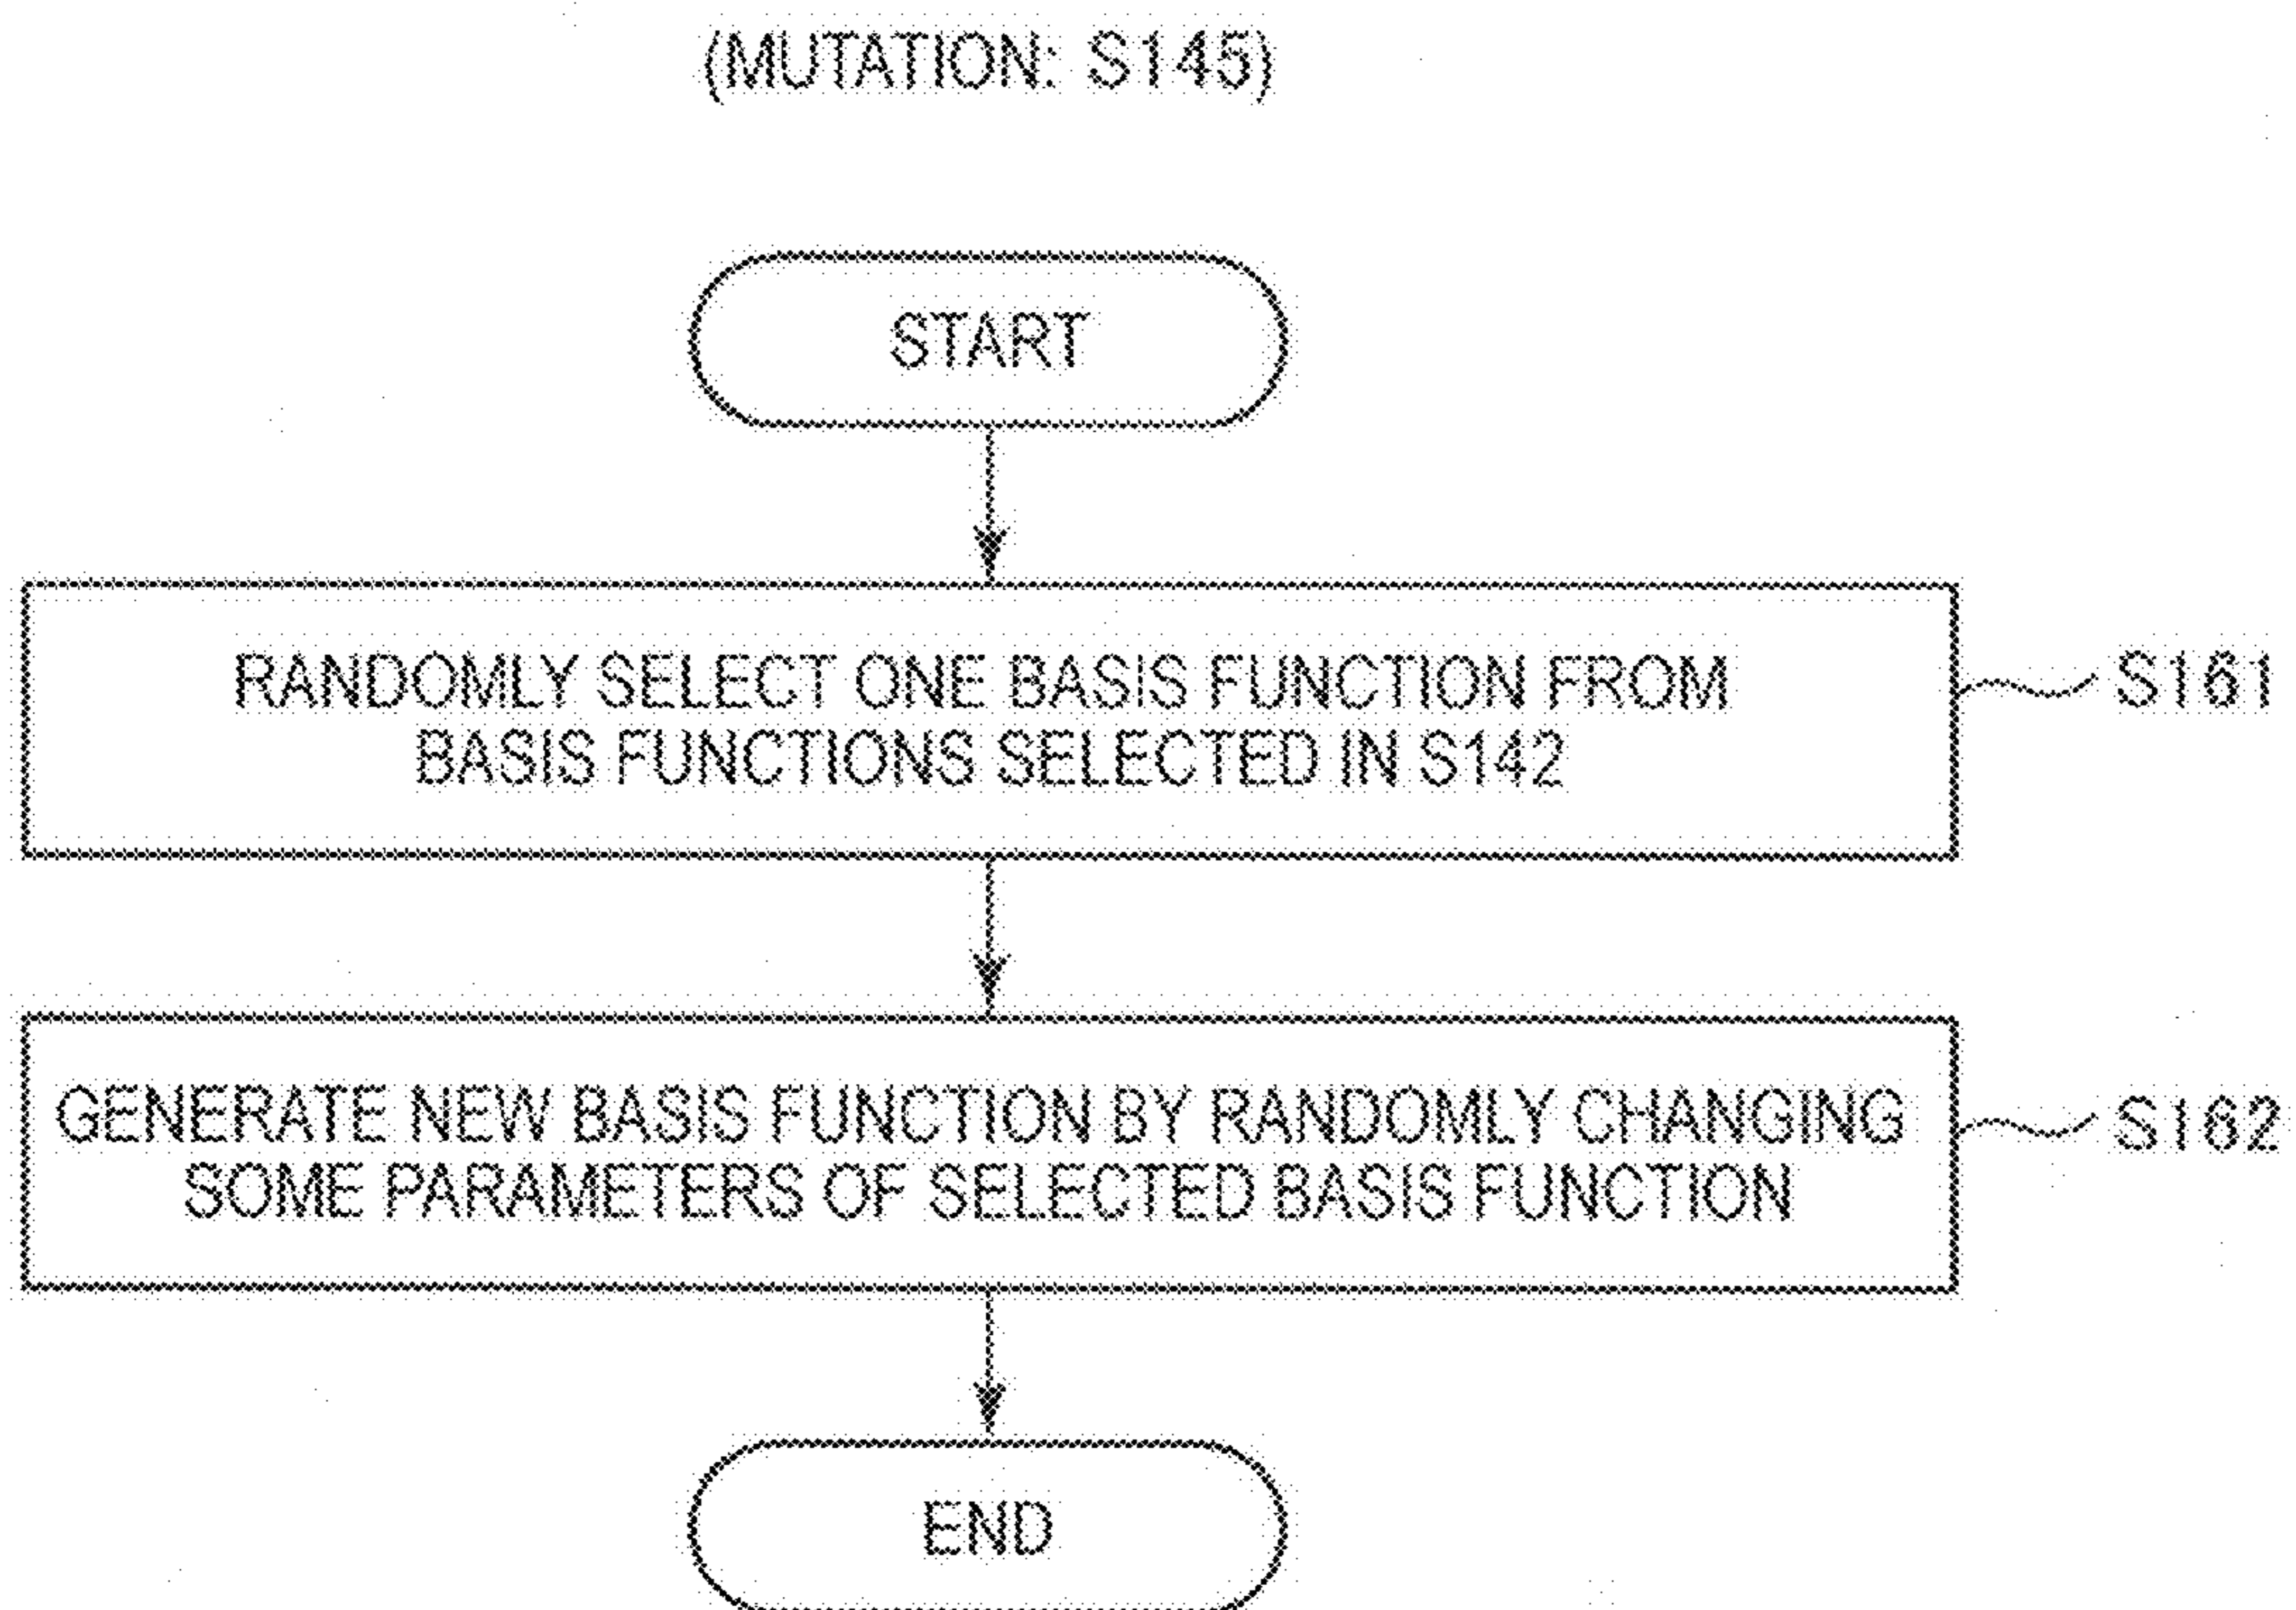 (MUTATION: S145)
START
RANDOMLY SELECT ONE BASIS FUNCTION FROM
BASIS FUNCTIONS SELECTED IN S142
S161
GENERATE NEW BASIS FUNCTION BY RANDOMLY CHANGING
SOME PARAMETERS OF SELECTED BASIS FUNCTION
S162
END